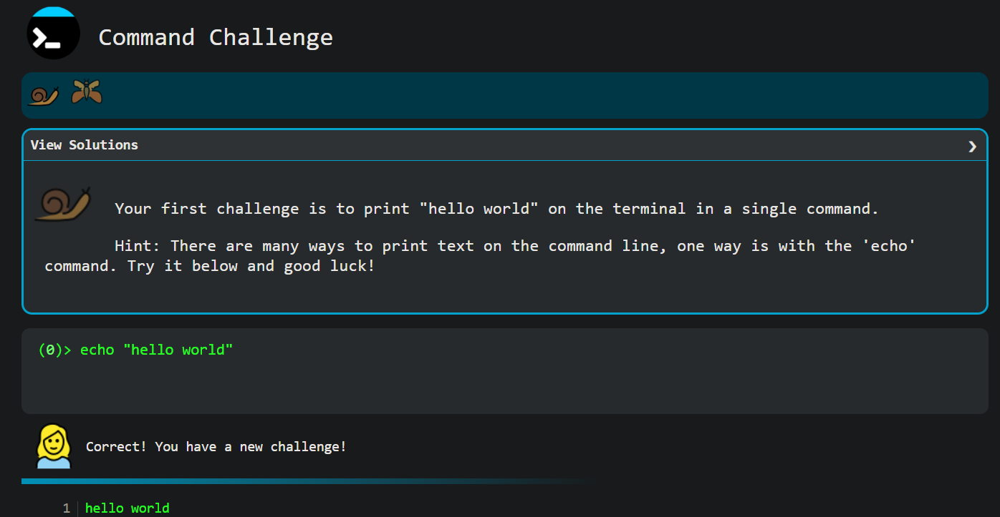 Command Challenge
View Solutions
Your first challenge is to print "hello world" on the terminal in a single command.
Hint: There are many ways to print text on the command line, one way is with the 'echo'
command. Try it below and good luck!
(0)> echo "hello world"
Correct! You have a new challenge!
1 hello world